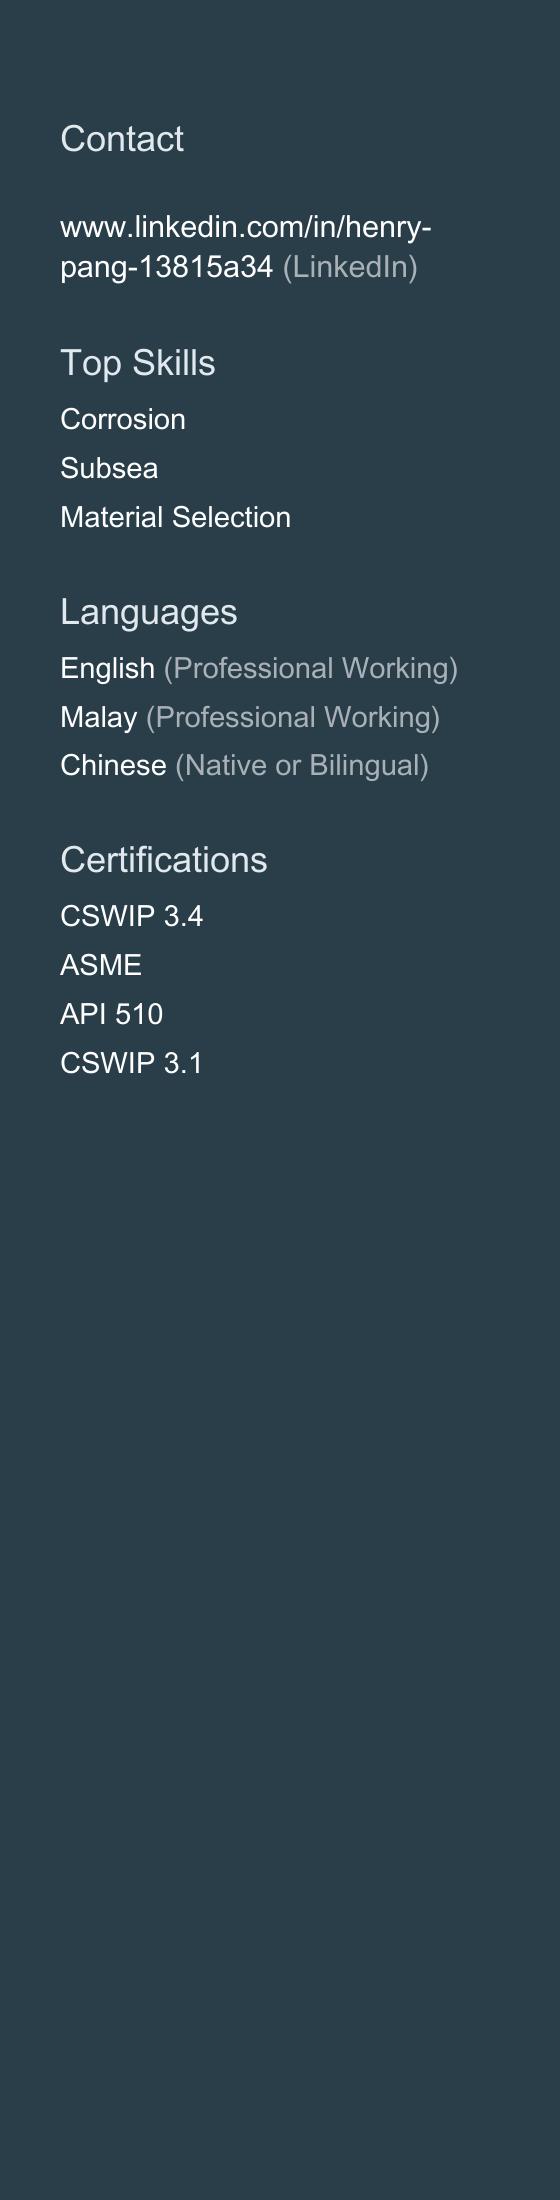 Contact
www.linkedin.com/in/henry-
pang-13815a34 (LinkedIn)
Top Skills
Corrosion
Subsea
Material Selection
Languages
English (Professional Working)
Malay (Professional Working)
Chinese (Native or Bilingual)
Certifications
CSWIP 3.4
ASME
API 510
CSWIP 3.1